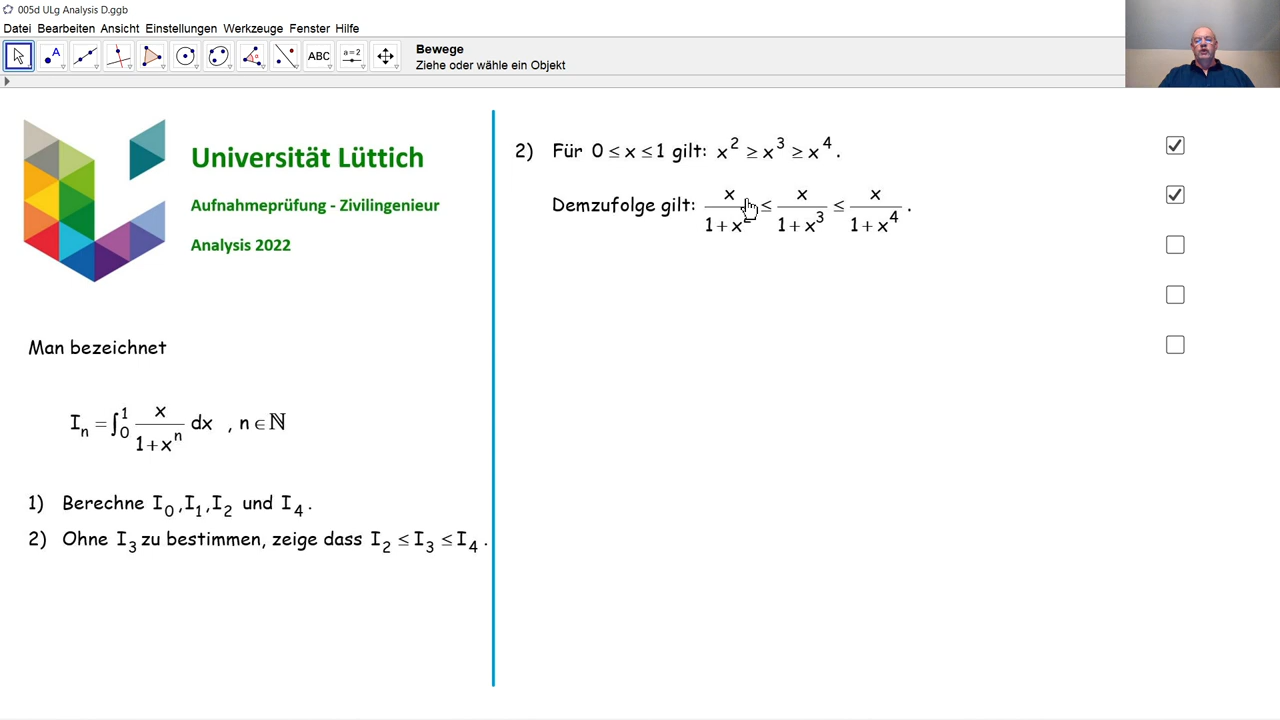 005d ULg Analysis D.ggb
Datei Bearbeiten Ansicht Einstellungen Werkzeuge Fenster Hilfe
A ABC a=2 Bewege
Ziehe oder wähle ein Objekt
Universität Lüttich
Aufnahmeprüfung - Zivilingenieur
Analysis 2022
Man bezeichnet
I_n = ∫_0^1 x/(1+x^n) dx , n ∈ ℕ
1) Berechne I_0, I_1, I_2 und I_4.
2) Ohne I_3 zu bestimmen, zeige dass I_2 ≤ I_3 ≤ I_4.
2) Für 0 ≤ x ≤ 1 gilt: x^2 ≥ x^3 ≥ x^4.
Demzufolge gilt: x/(1+x^2) ≤ x/(1+x^3) ≤ x/(1+x^4).